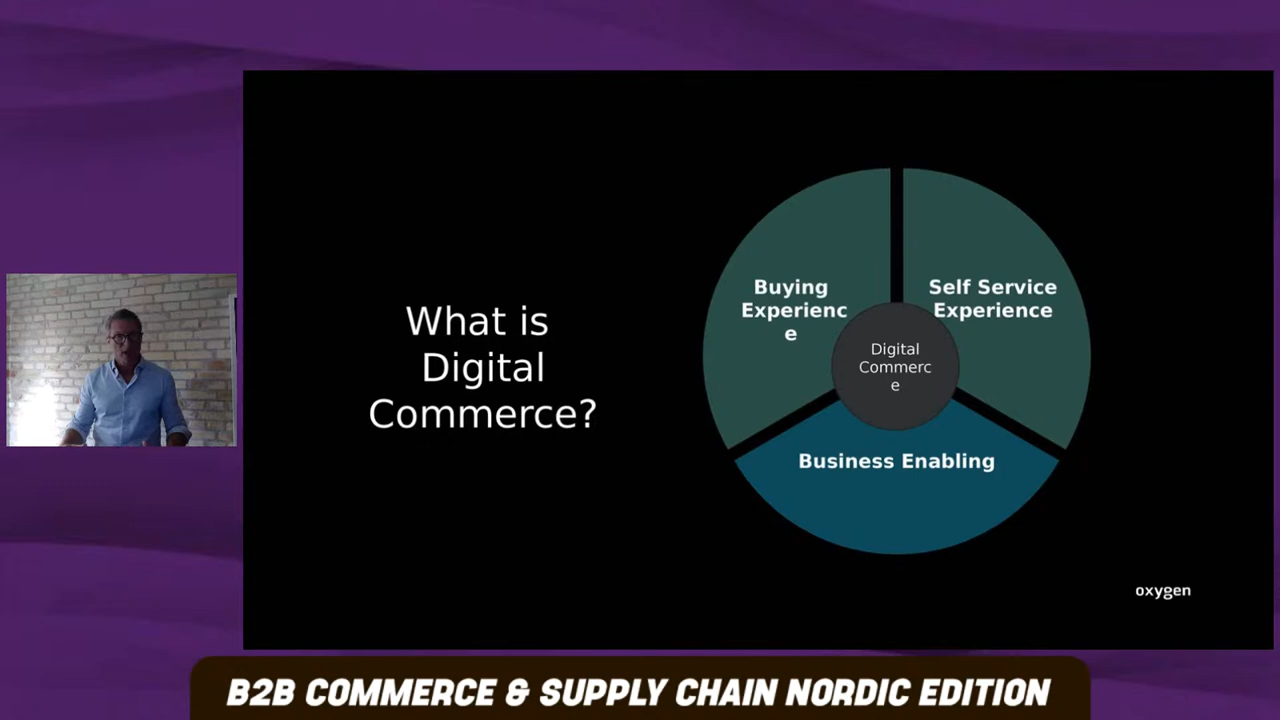 What is
Digital
Commerce?
Buying
Experienc
e
Self Service
Experience
Digital
Commerc
e
Business Enabling
oxygen
B2B COMMERCE & SUPPLY CHAIN NORDIC EDITION